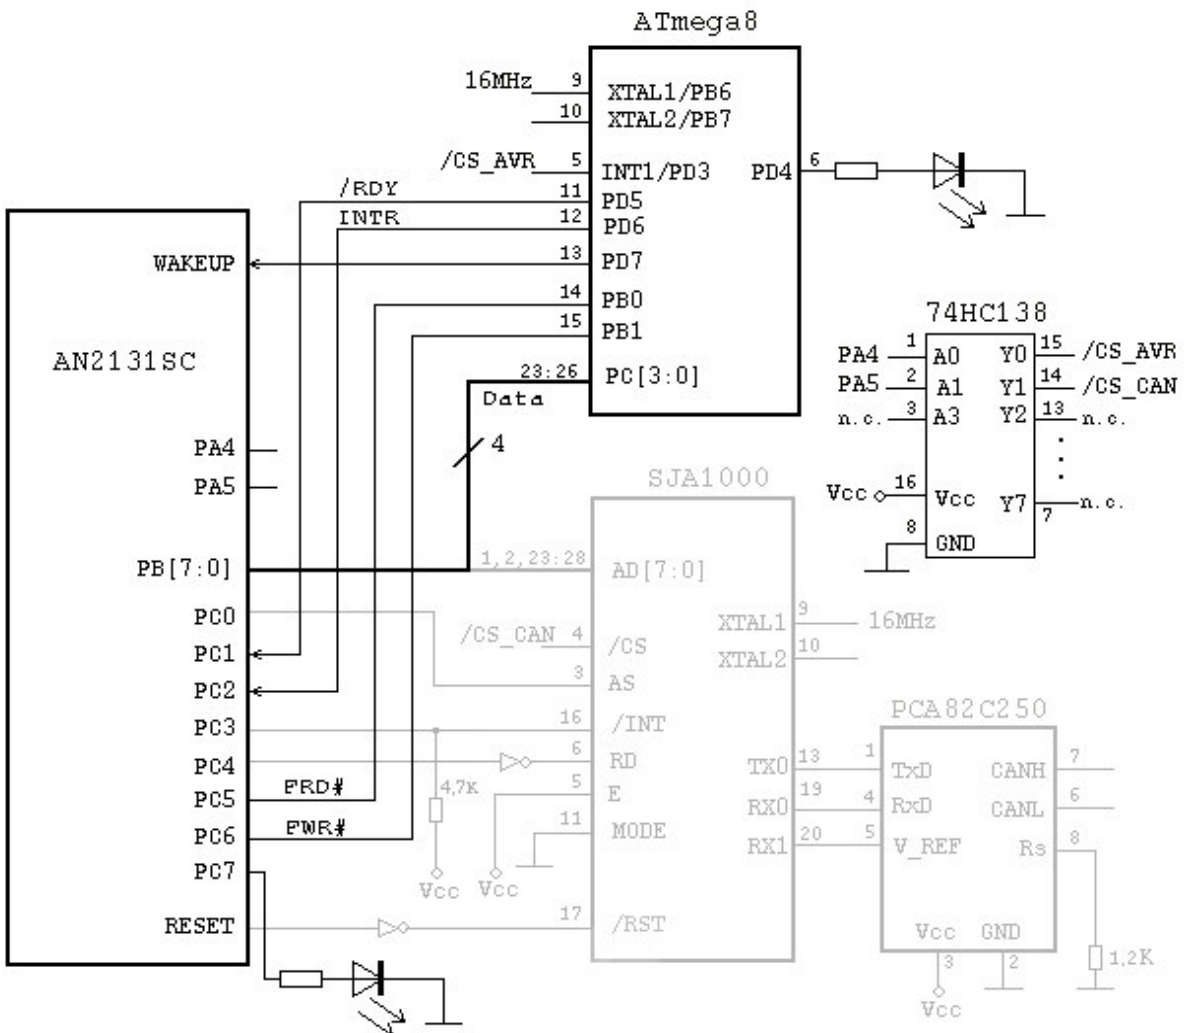 ATmega8
16MHz
9
XTAL1/PB6
10
XTAL2/PB7
/CS_AVR
5
INT1/PD3
PD4
6
/RDY
11
PD5
INTR
12
PD6
WAKEUP
13
PD7
14
PB0
15
PB1
23:26
PC[3:0]
Data
4
AN2131SC
PA4
PA5
PB[7:0]
PC0
PC1
PC2
PC3
PC4
PC5
FRD#
PC6
FWR#
PC7
RESET
74HC138
PA4
1
A0
Y0
15
/CS_AVR
PA5
2
A1
Y1
14
/CS_CAN
n.c.
3
A3
Y2
13
n.c.
Vcc
16
Vcc
Y7
7
n.c.
8
GND
SJA1000
1,2,23:28
AD[7:0]
XTAL1
9
16MHz
/CS_CAN
4
/CS
XTAL2
10
3
AS
16
/INT
6
RD
5
E
11
MODE
17
/RST
4,7K
Vcc
Vcc
TX0
13
RX0
19
RX1
20
PCA82C250
1
TxD
CANH
7
4
RxD
CANL
6
5
V_REF
Rs
8
Vcc
GND
3
2
Vcc
1,2K